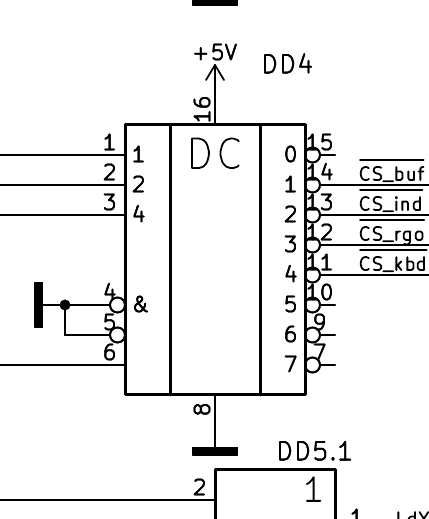 +5V
DD4
16
DC
1 1
2 2
3 4
4 &
5
6
0 15
1 14 CS_buf
2 13 CS_ind
3 12 CS_rgo
4 11 CS_kbd
5 10
6 9
7 7
8
DD5.1
2 1
1